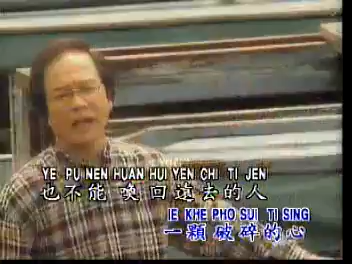 YE PU NEN HUAN HUI YEN CHI TI JEN
也不能 喚回遠去的人
IE KHE PHO SUI TI SING
一顆 破碎的心